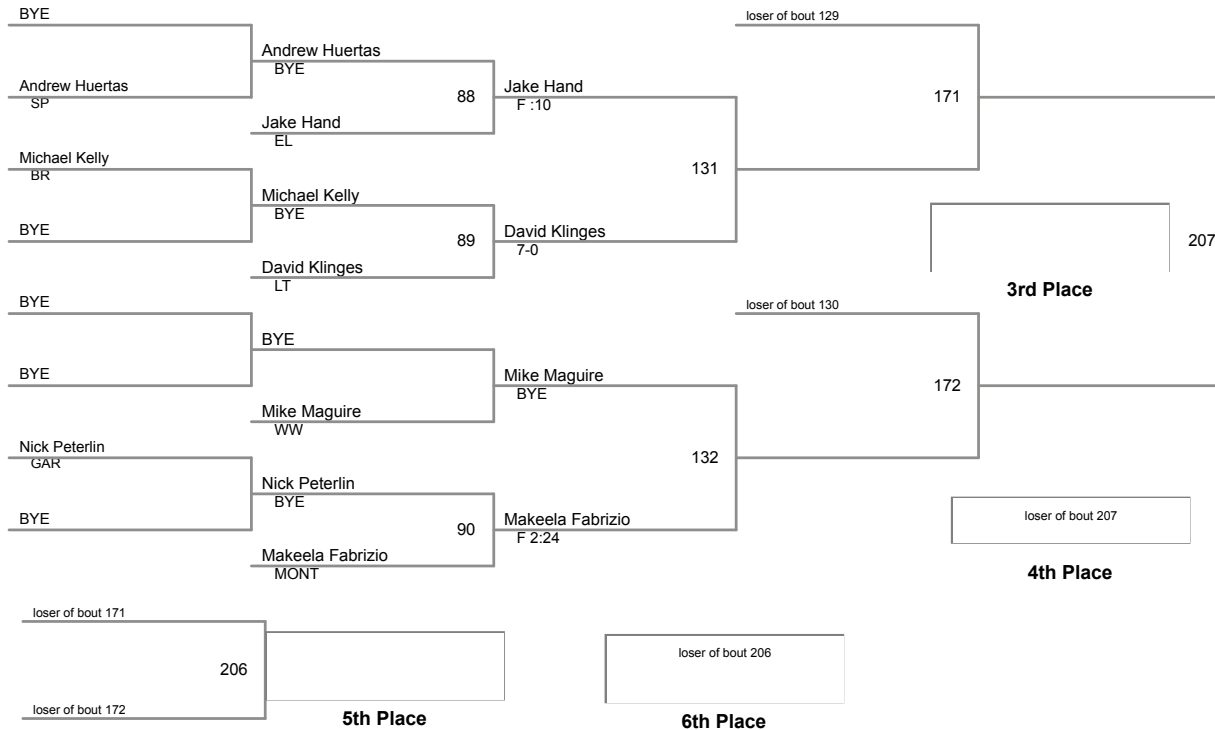 BYE
loser of bout 129
Andrew Huertas
BYE
Andrew Huertas
SP
88
Jake Hand
F :10
171
Jake Hand
EL
Michael Kelly
BR
131
Michael Kelly
BYE
BYE
89
David Klinges
7-0
207
David Klinges
LT
3rd Place
BYE
loser of bout 130
BYE
BYE
Mike Maguire
BYE
172
Mike Maguire
WW
Nick Peterlin
GAR
132
Nick Peterlin
BYE
BYE
90
Makeela Fabrizio
F 2:24
loser of bout 207
Makeela Fabrizio
MONT
4th Place
loser of bout 171
206
loser of bout 206
loser of bout 172
5th Place
6th Place